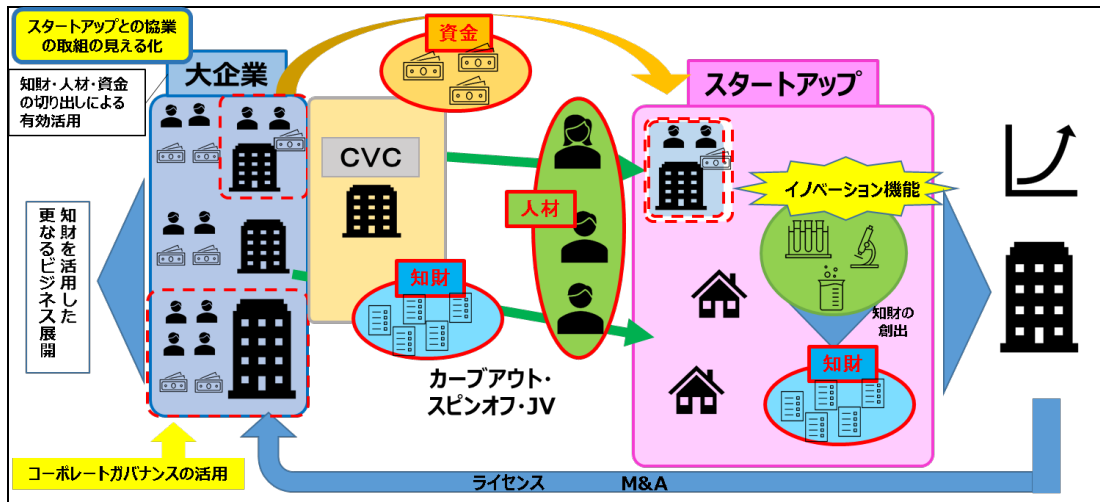 スタートアップとの協業
の取組の見える化
大企業
知財・人材・資金
の切り出しによる
有効活用
資金
スタートアップ
CVC
人材
イノベーション機能
知財を活用した
更なるビジネス展開
知財
知財の
創出
知財
カーブアウト・
スピンオフ・JV
コーポレートガバナンスの活用
ライセンス
M&A